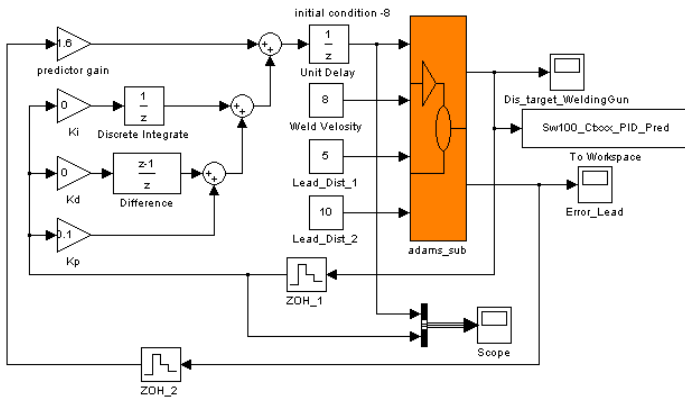 initial condition -8
1.6
predictor gain
1
z
Unit Delay
Dis_target_WeldingGun
0
Ki
1
z
Discrete Integrate
8
Weld Velocity
Sw100_Ctxxx_PID_Pred
To Workspace
0
Kd
z-1
z
Difference
5
Lead_Dist_1
Error_Lead
0.1
Kp
10
Lead_Dist_2
adams_sub
ZOH_1
Scope
ZOH_2